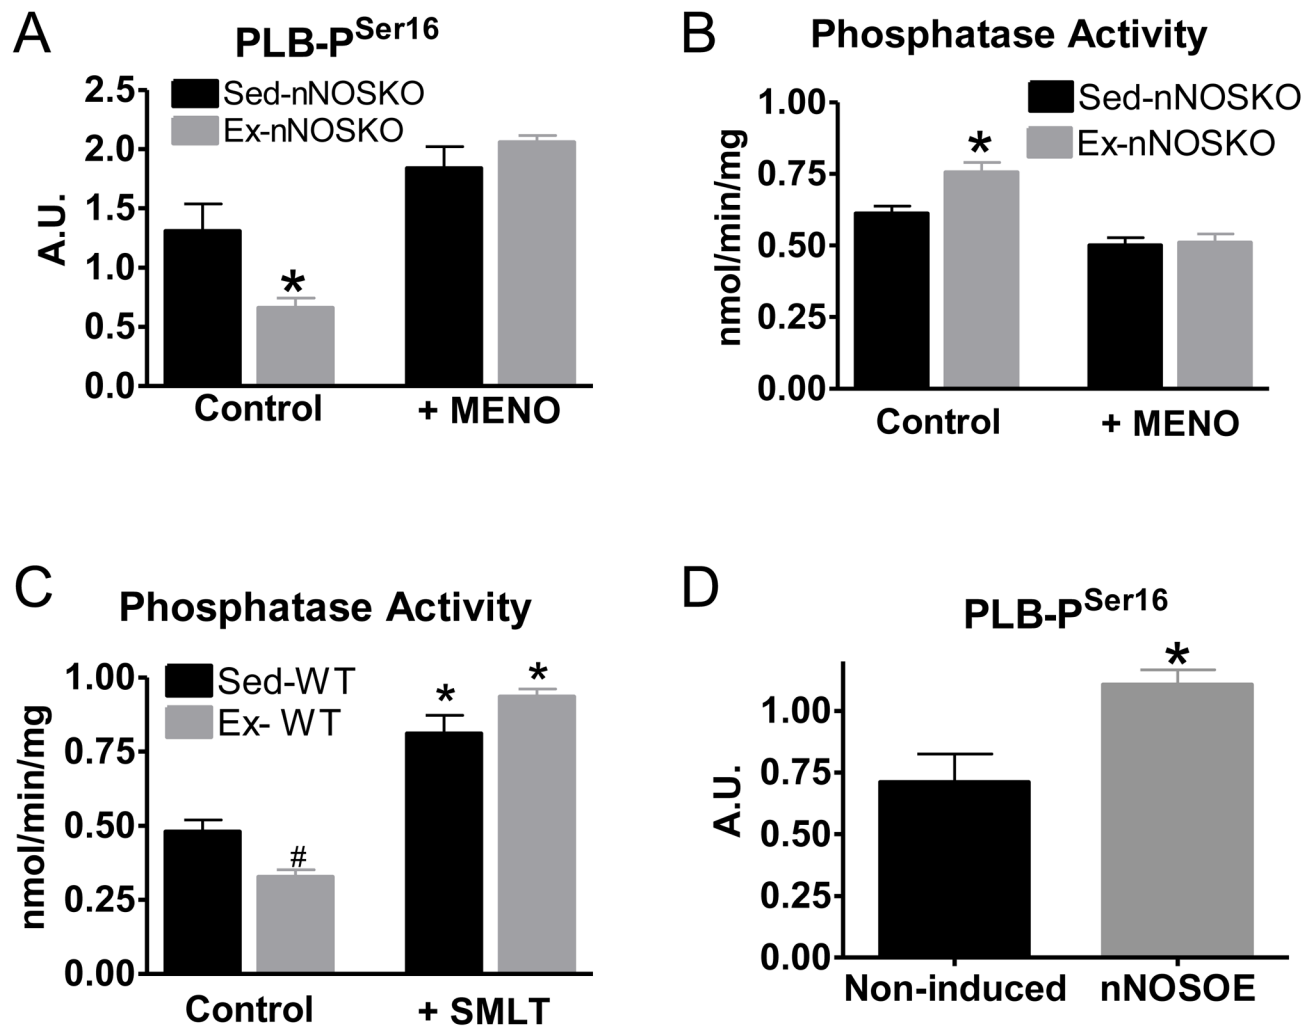 A
PLB-P^Ser16
Sed-nNOSKO
Ex-nNOSKO
A.U.
2.5
2.0
1.5
1.0
0.5
0.0
*
Control
+ MENO
B
Phosphatase Activity
Sed-nNOSKO
Ex-nNOSKO
nmol/min/mg
1.00
0.75
0.50
0.25
0.00
*
Control
+ MENO
C
Phosphatase Activity
Sed-WT
Ex- WT
nmol/min/mg
1.00
0.75
0.50
0.25
0.00
#
*
*
Control
+ SMLT
D
PLB-P^Ser16
A.U.
1.00
0.75
0.50
0.25
0.00
*
Non-induced
nNOSOE